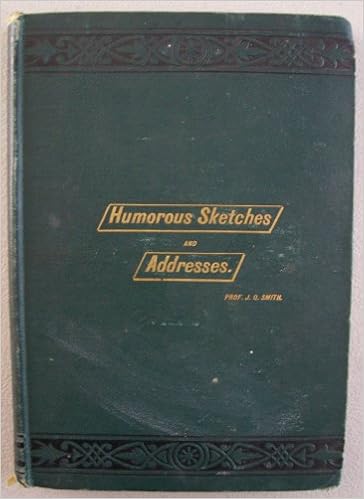 Humorous Sketches
AND
Addresses.
PROF. J. Q. SMITH.